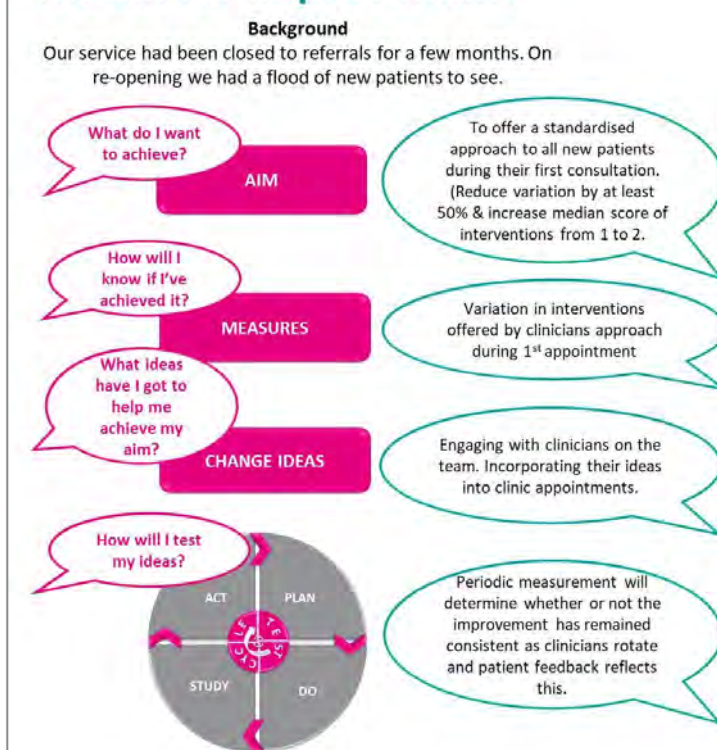 Background
Our service had been closed to referrals for a few months. On
re-opening we had a flood of new patients to see.
What do I want
to achieve?
AIM
To offer a standardised
approach to all new patients
during their first consultation.
(Reduce variation by at least
50% & increase median score of
interventions from 1 to 2.
How will I
know if I've
achieved it?
MEASURES
Variation in interventions
offered by clinicians approach
during 1st appointment
What ideas
have I got to
help me
achieve my
aim?
CHANGE IDEAS
Engaging with clinicians on the
team. Incorporating their ideas
into clinic appointments.
How will I test
my ideas?
ACT
PLAN
STUDY
DO
TEST
CYCLE
Periodic measurement will
determine whether or not the
improvement has remained
consistent as clinicians rotate
and patient feedback reflects
this.